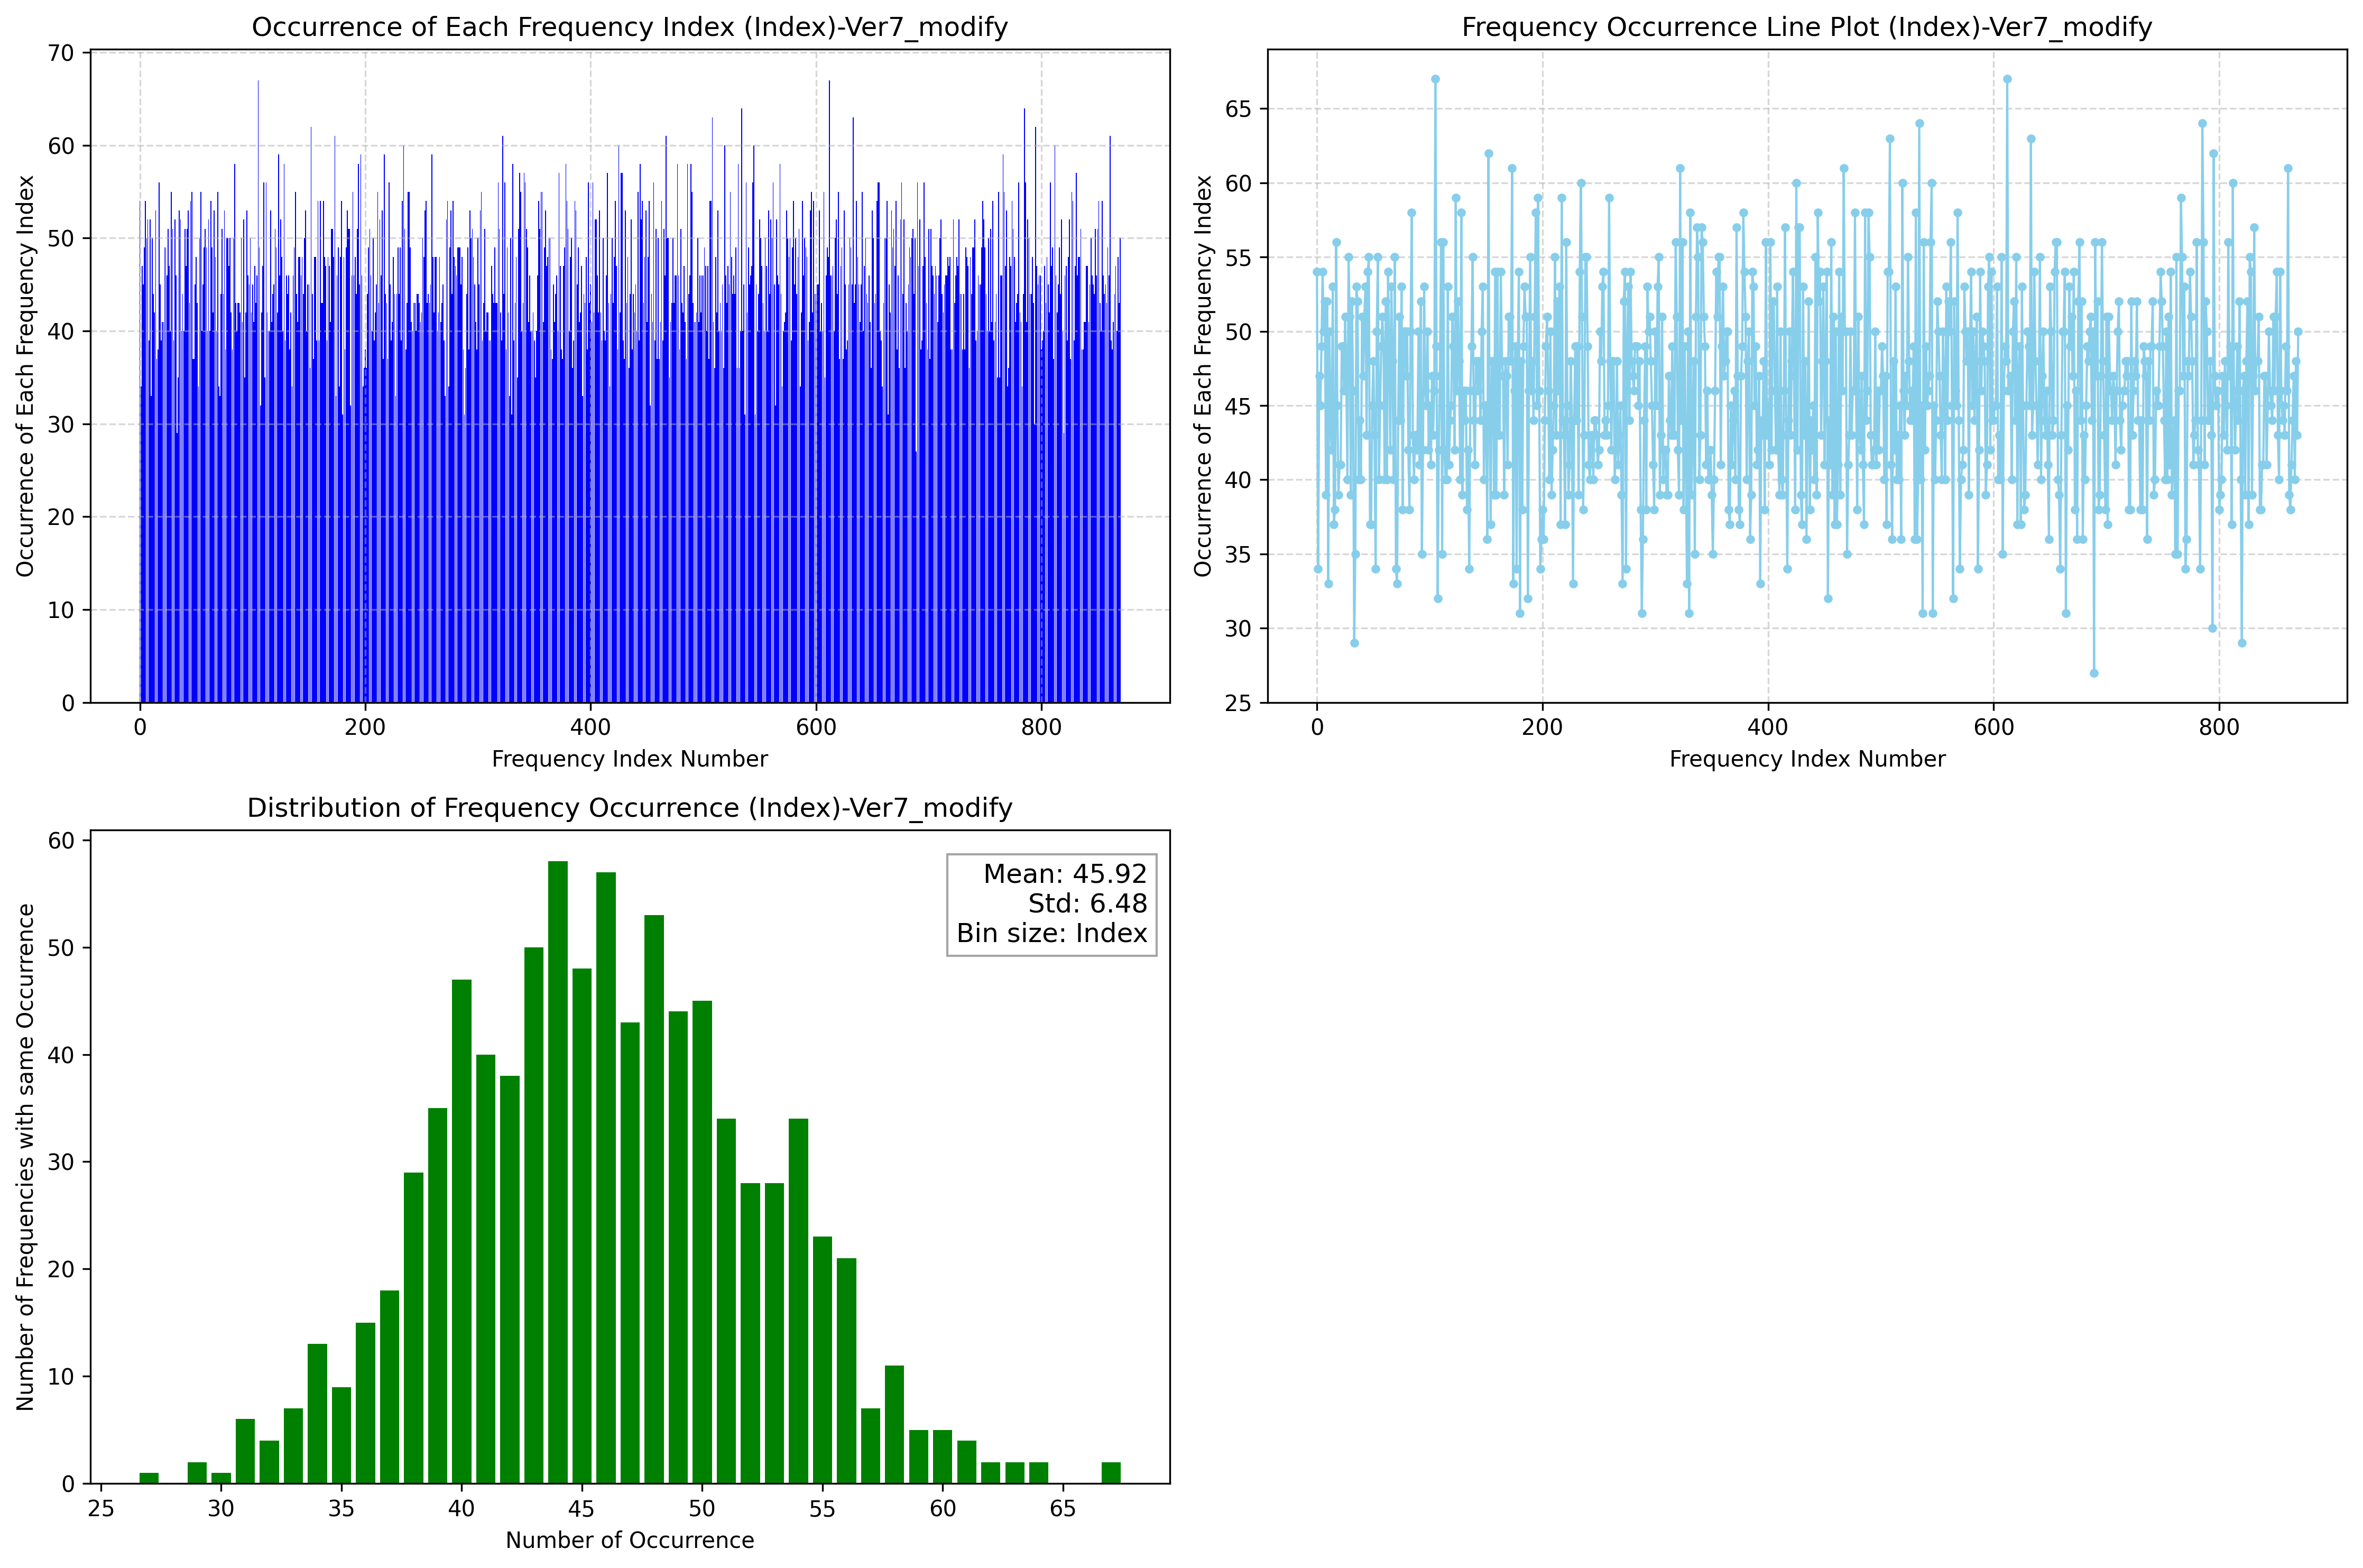 Occurrence of Each Frequency Index (Index)-Ver7_modify
Occurrence of Each Frequency Index
70
60
50
40
30
20
10
0
0 200 400 600 800
Frequency Index Number
Frequency Occurrence Line Plot (Index)-Ver7_modify
Occurrence of Each Frequency Index
65
60
55
50
45
40
35
30
25
0 200 400 600 800
Frequency Index Number
Distribution of Frequency Occurrence (Index)-Ver7_modify
Number of Frequencies with same Occurrence
60
50
40
30
20
10
0
Mean: 45.92
Std: 6.48
Bin size: Index
25 30 35 40 45 50 55 60 65
Number of Occurrence